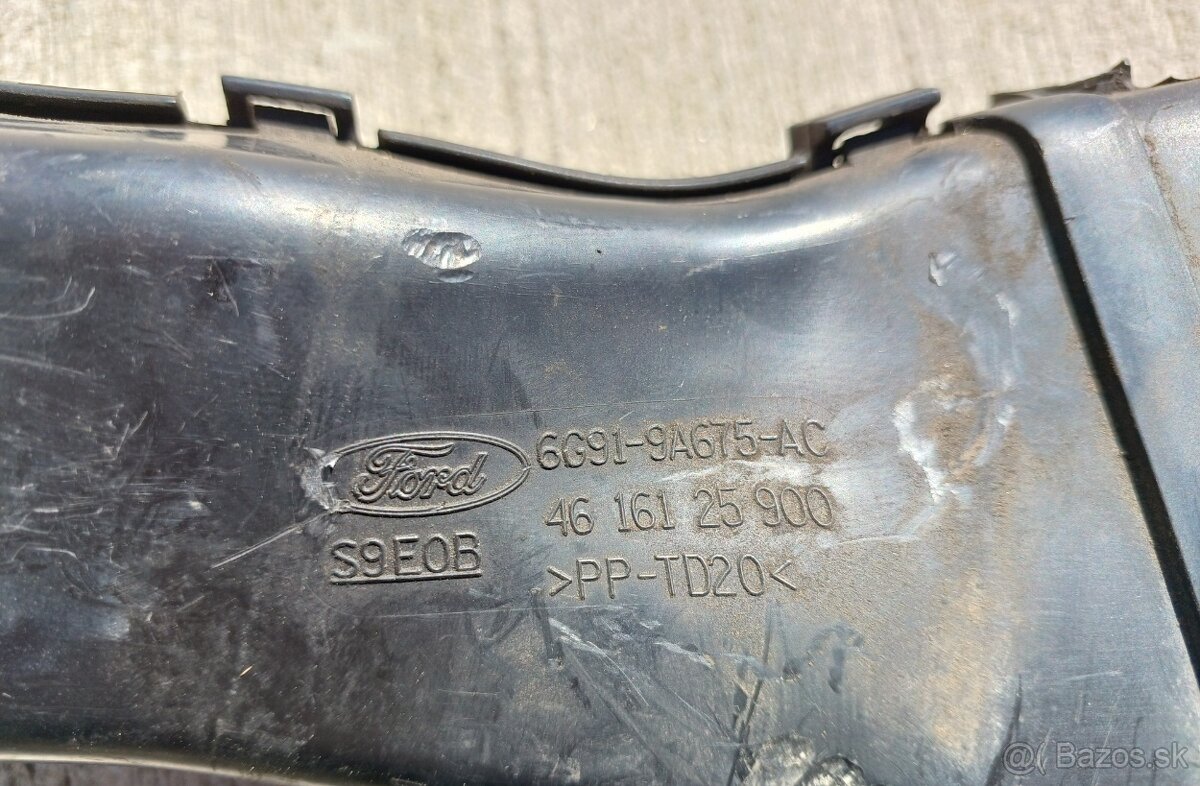 Ford
6G91-9A675-AC
46 161 25 900
S9E0B
>PP-TD20<
@( Bazos.sk